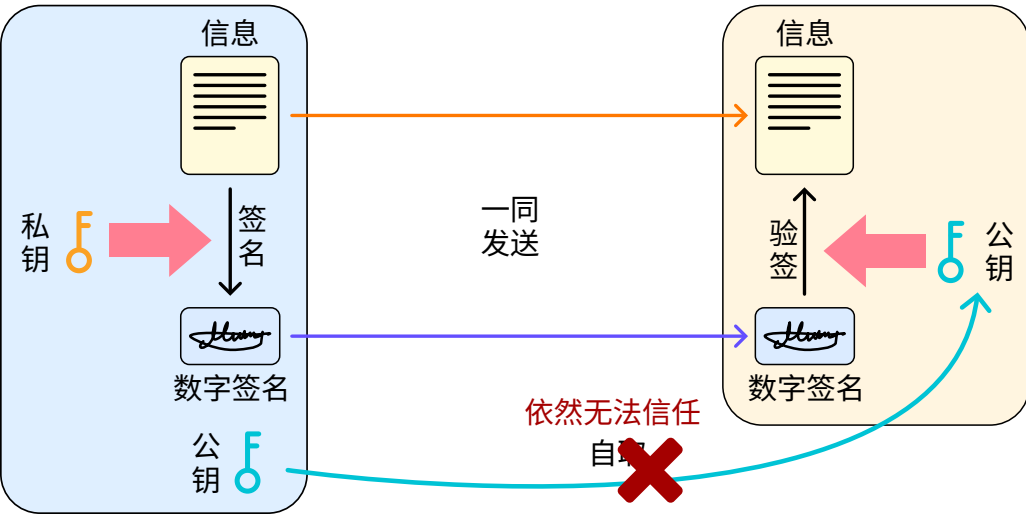 信息
信息
私
钥
签
名
一同
发送
验
签
公
钥
数字签名
数字签名
依然无法信任
公
钥
自取